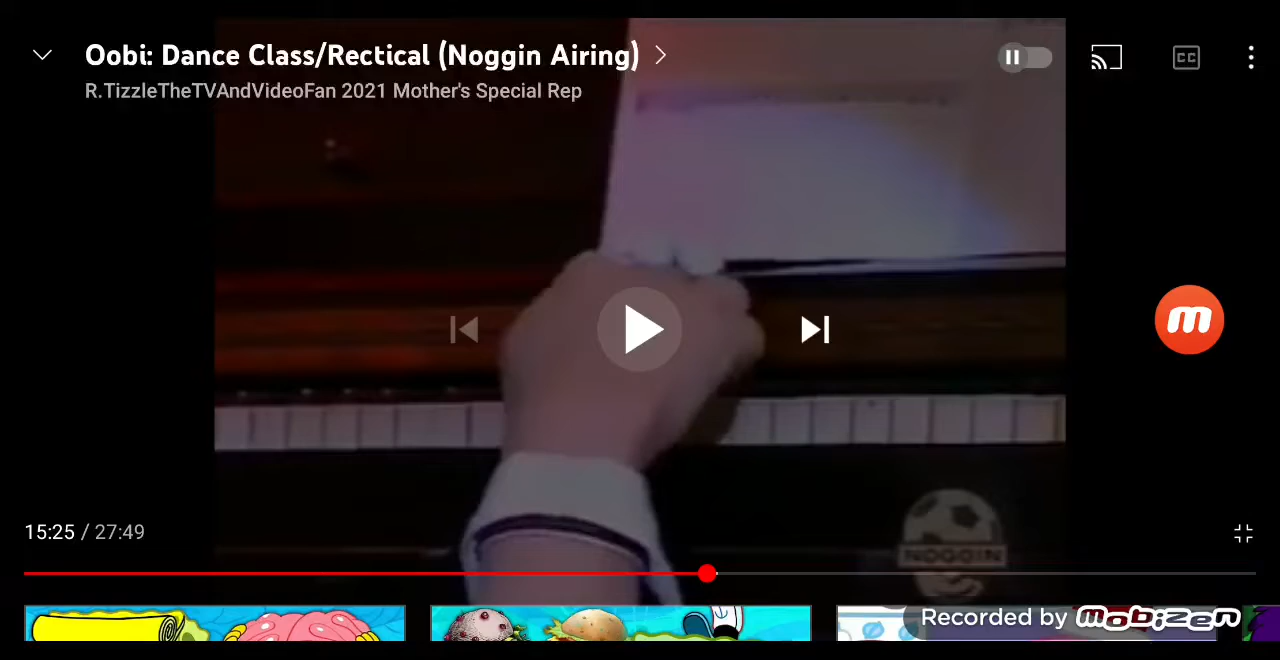 Oobi: Dance Class/Rectical (Noggin Airing)
R.TizzleTheTVAndVideoFan 2021 Mother's Special Rep
CC
m
15:25 / 27:49
NOGGIN
Recorded by mobizen